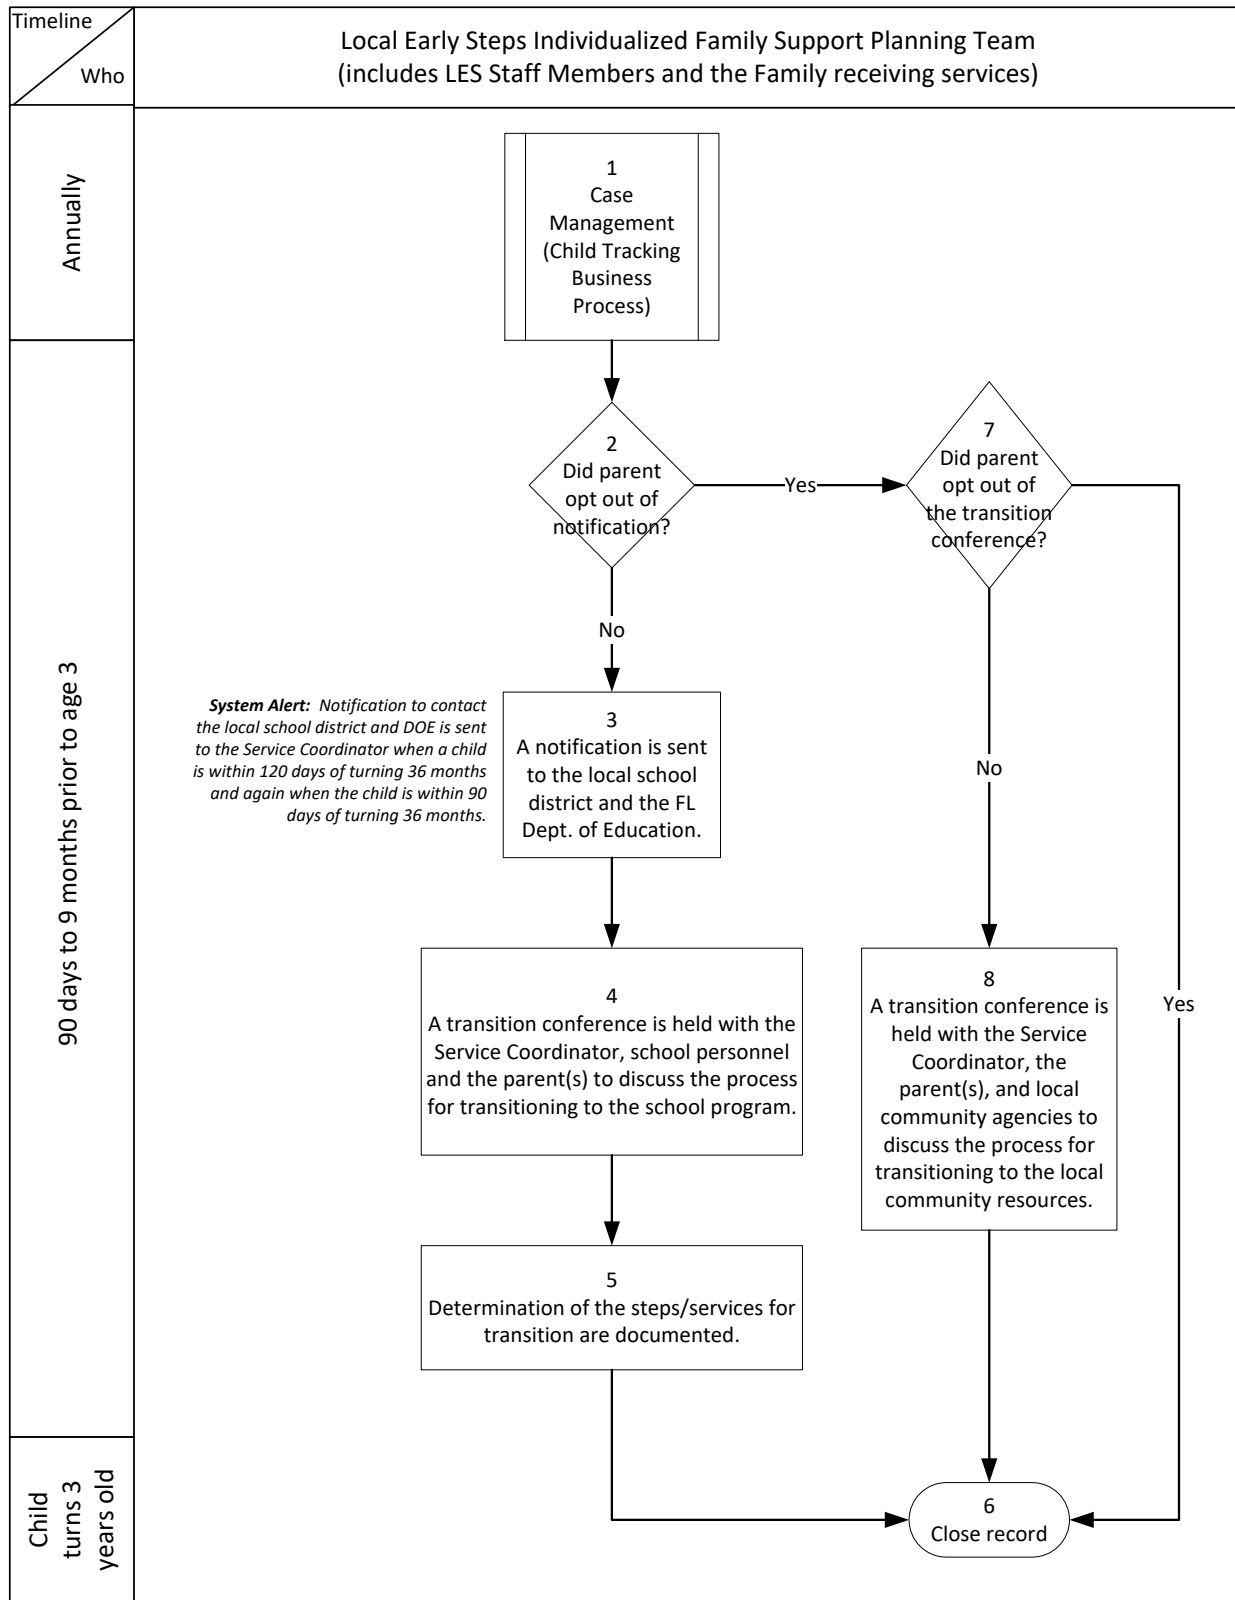 Timeline
Who
Local Early Steps Individualized Family Support Planning Team
(includes LES Staff Members and the Family receiving services)
Annually
1
Case
Management
(Child Tracking
Business
Process)
90 days to 9 months prior to age 3
2
Did parent
opt out of
notification?
Yes
7
Did parent
opt out of
the transition
conference?
No
System Alert: Notification to contact
the local school district and DOE is sent
to the Service Coordinator when a child
is within 120 days of turning 36 months
and again when the child is within 90
days of turning 36 months.
3
A notification is sent
to the local school
district and the FL
Dept. of Education.
No
4
A transition conference is held with the
Service Coordinator, school personnel
and the parent(s) to discuss the process
for transitioning to the school program.
8
A transition conference is
held with the Service
Coordinator, the
parent(s), and local
community agencies to
discuss the process for
transitioning to the local
community resources.
Yes
5
Determination of the steps/services for
transition are documented.
Child
turns 3
years old
6
Close record